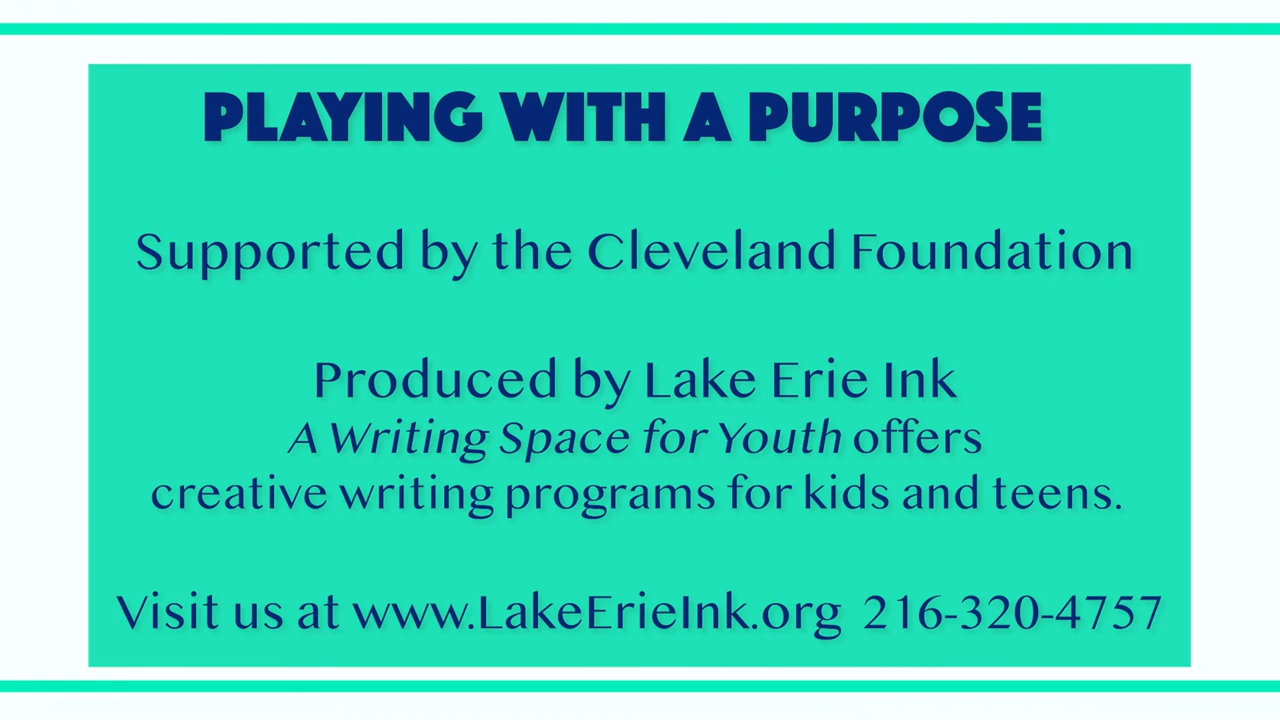 PLAYING WITH A PURPOSE
Supported by the Cleveland Foundation
Produced by Lake Erie Ink
A Writing Space for Youth offers
creative writing programs for kids and teens.
Visit us at www.LakeErieInk.org 216-320-4757